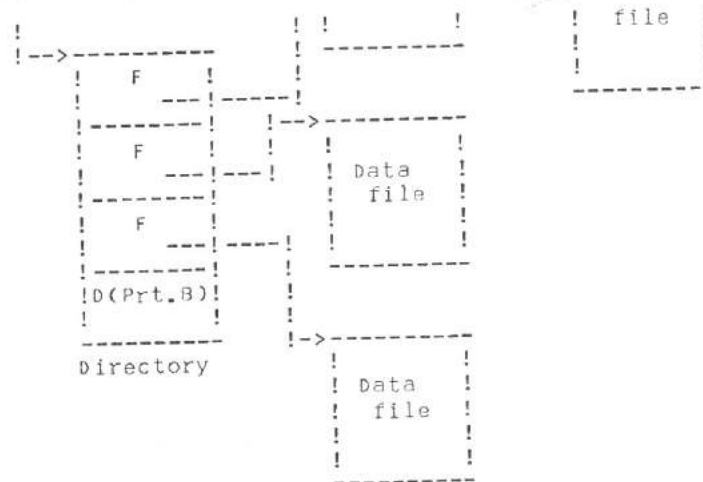 file
F
F
Data
file
F
D(Prt.B)
Directory
Data
file